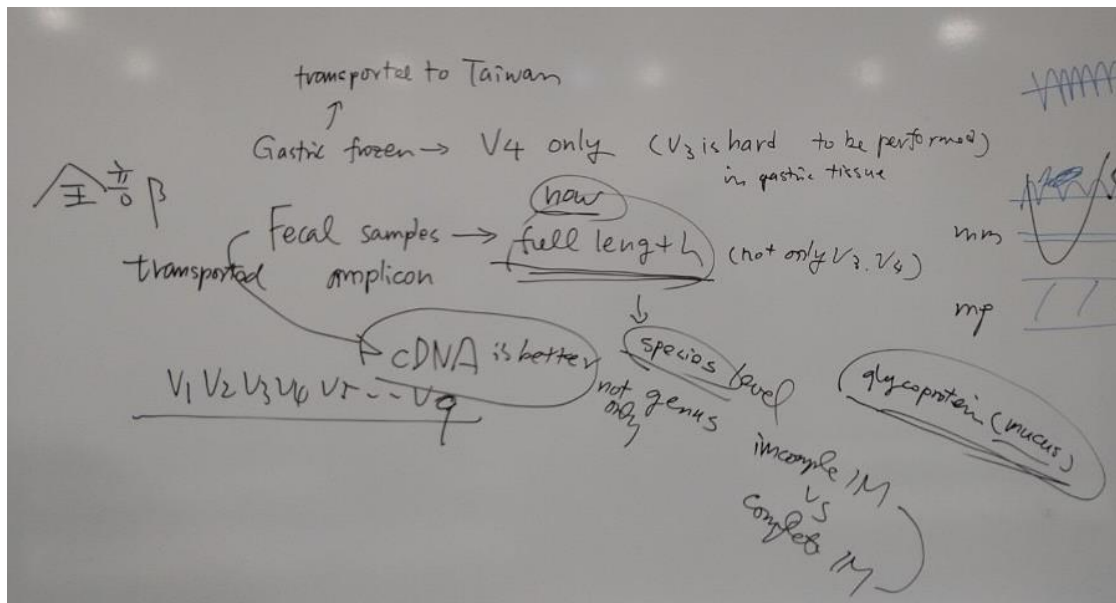 transported to Taiwan
↑
Gastric frozen → V4 only (V3 is hard to be performed)
in gastric tissue
全部 β
now
Fecal samples → full length (not only V3, V4)
transported amplicon
↓
cDNA is better
species level
not only genus
V1 V2 V3 V4 V5 -- V9
glycoprotein (mucus)
incomple IM
vs
complete IM
mm
mp